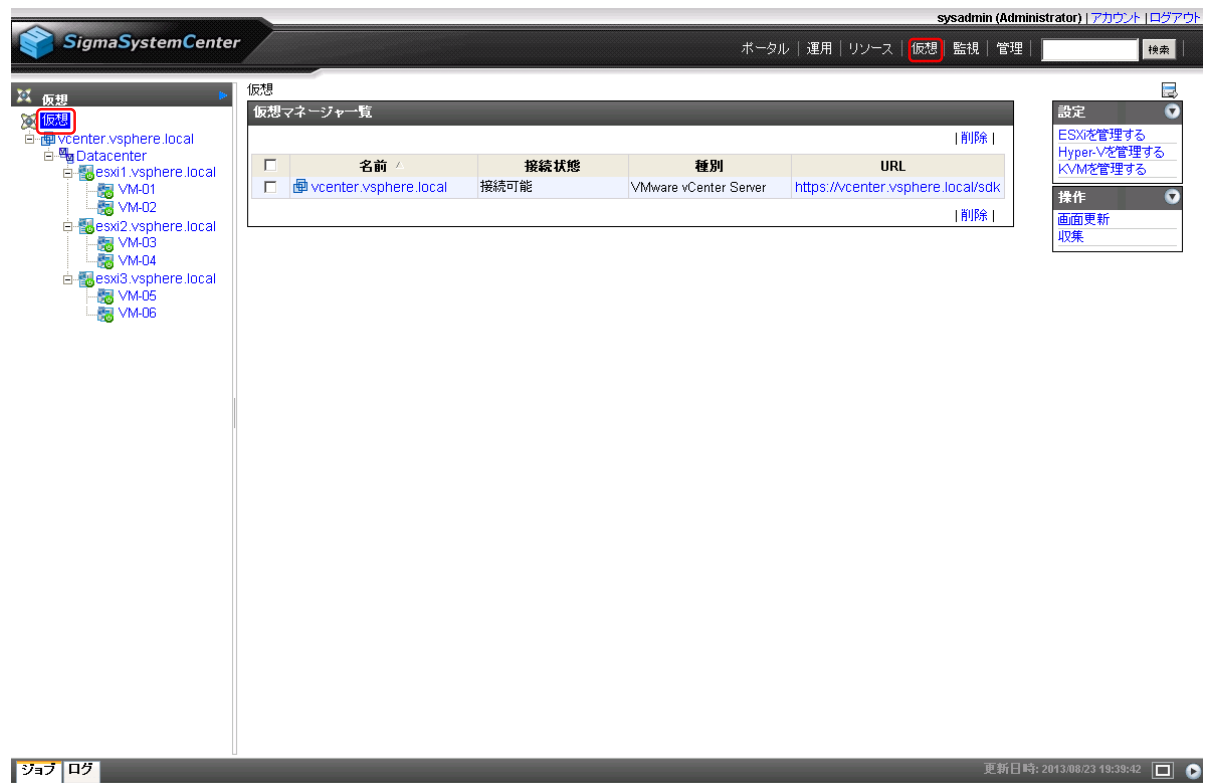 sysadmin (Administrator) | アカウント | ログアウト
SigmaSystemCenter
ポータル | 運用 | リソース | 仮想 | 監視 | 管理 |
検索
仮想
仮想
vcenter.vsphere.local
Datacenter
esxi1.vsphere.local
VM-01
VM-02
esxi2.vsphere.local
VM-03
VM-04
esxi3.vsphere.local
VM-05
VM-06
仮想
仮想マネージャ一覧
| 削除 |
名前 接続状態 種別 URL
vcenter.vsphere.local 接続可能 VMware vCenter Server https://vcenter.vsphere.local/sdk
| 削除 |
設定
ESXiを管理する
Hyper-Vを管理する
KVMを管理する
操作
画面更新
収集
ジョブ ログ
更新日時: 2013/08/23 19:39:42